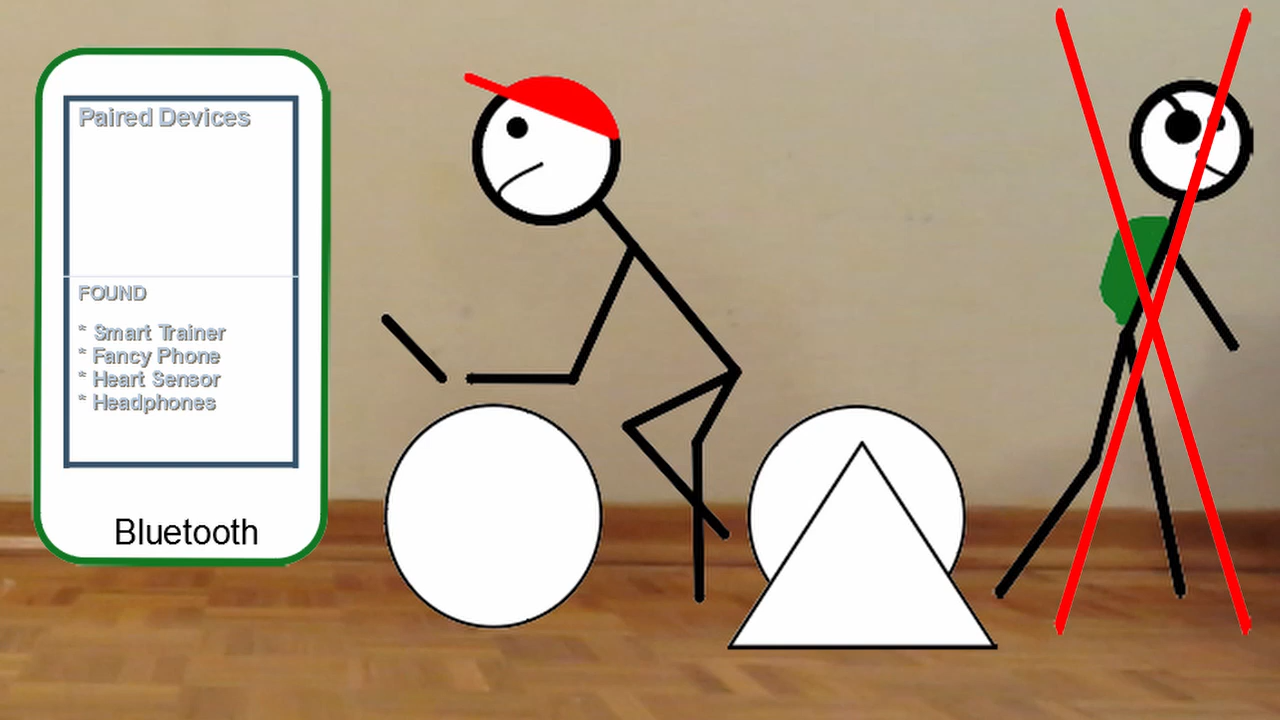 Paired Devices
FOUND
* Smart Trainer
* Fancy Phone
* Heart Sensor
* Headphones
Bluetooth